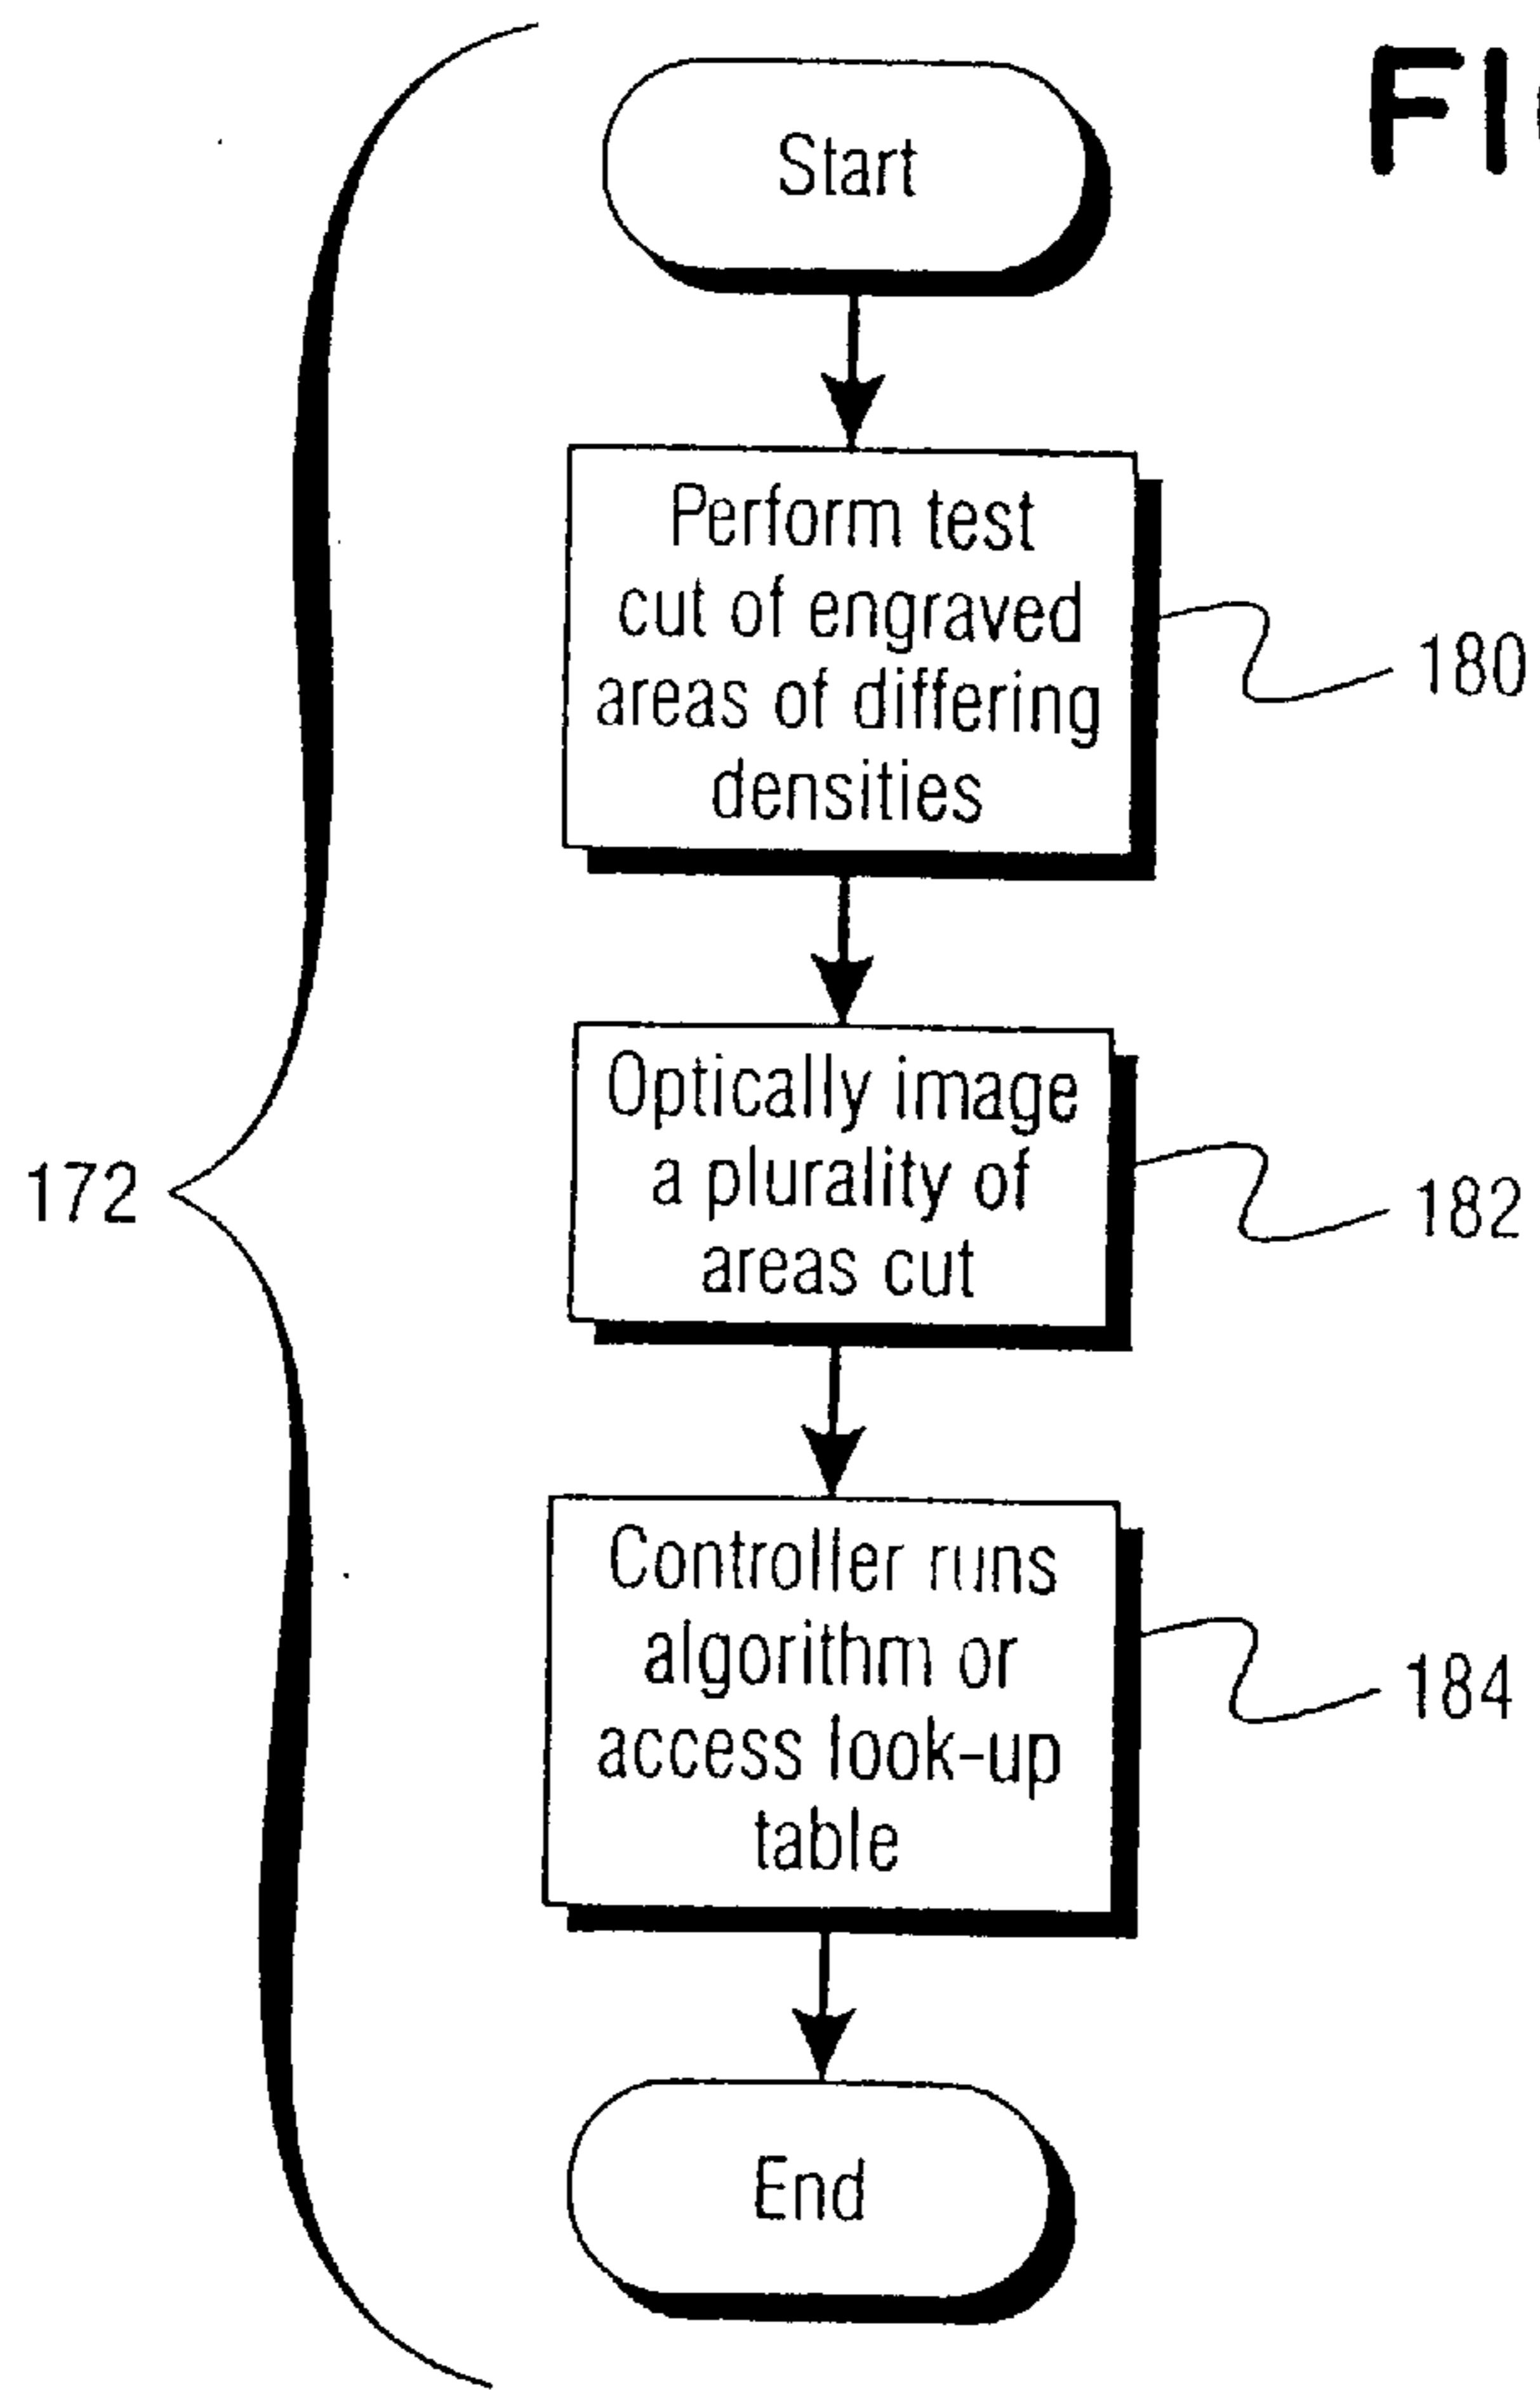 Start
Perform test
cut of engraved
areas of differing
densities
180
Optically image
a plurality of
areas cut
172
182
Controller runs
algorithm or
access look-up
table
184
End